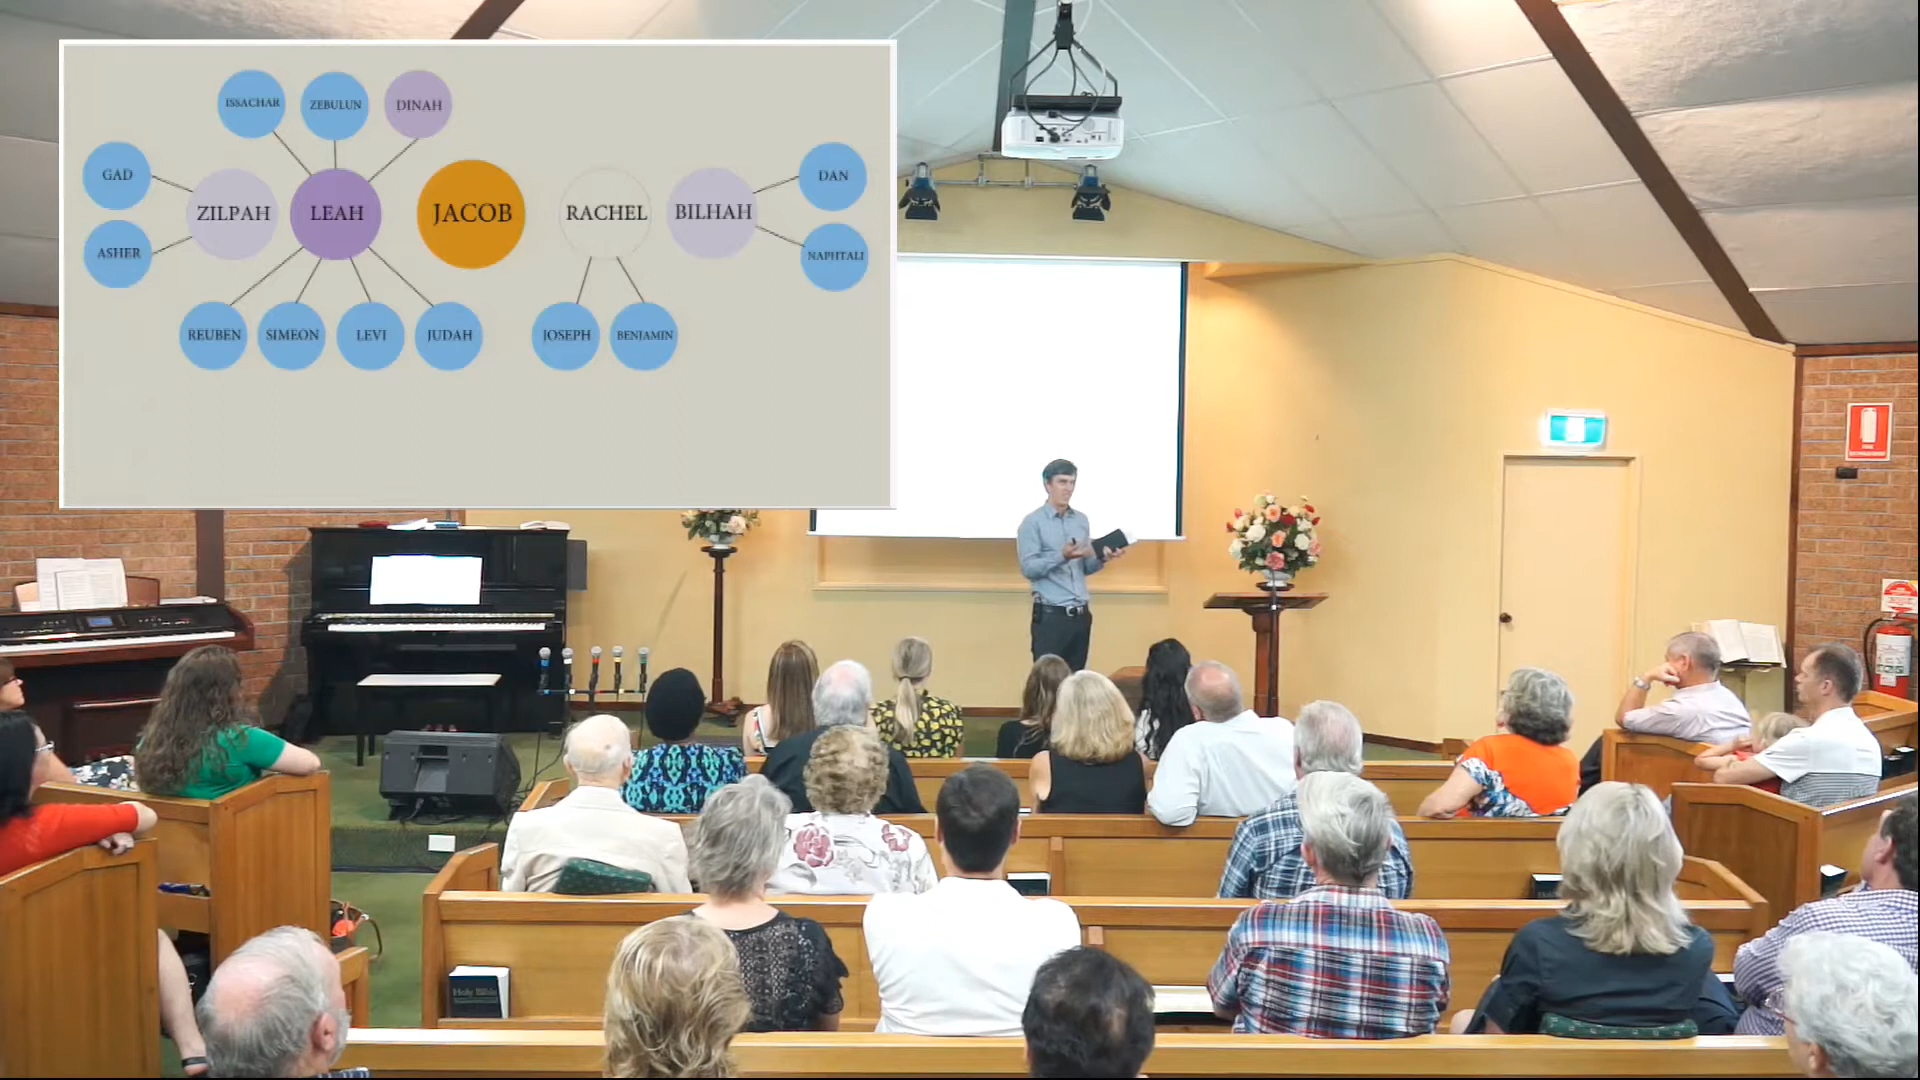 ISSACHAR
ZEBULUN
DINAH
GAD
ASHER
ZILPAH
LEAH
JACOB
RACHEL
BILHAH
DAN
NAPHTALI
REUBEN
SIMEON
LEVI
JUDAH
JOSEPH
BENJAMIN
Holy Bible